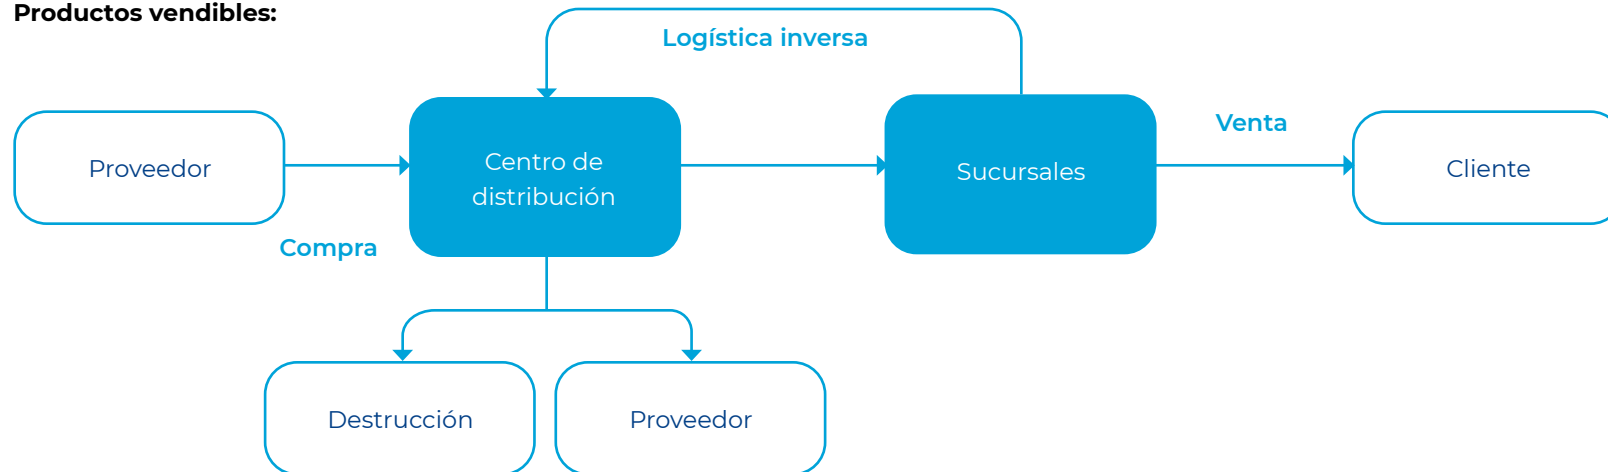 Productos vendibles:
Logística inversa
Venta
Proveedor
Centro de
distribución
Sucursales
Cliente
Compra
Destrucción
Proveedor